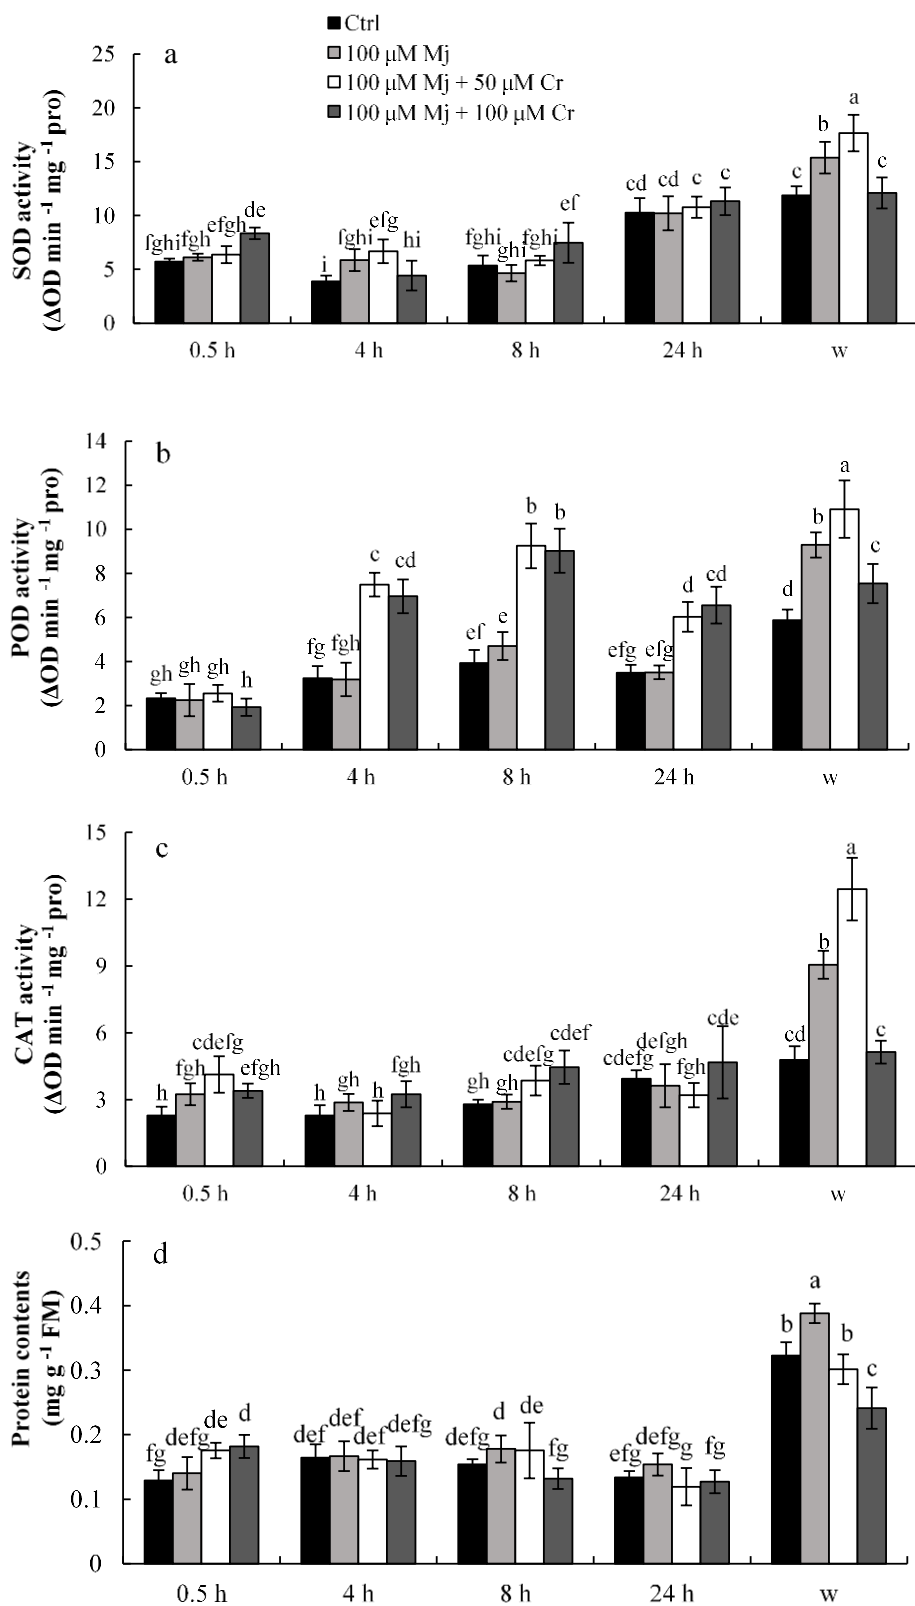 Ctrl
100 μM Mj
100 μM Mj + 50 μM Cr
100 μM Mj + 100 μM Cr
a
SOD activity
(ΔOD min -1 mg -1 pro)
25
20
15
10
5
0
fghi fgh efgh de
i fghi efg hi
fghi ghi fghi ef
cd cd c c
c b a c
0.5 h 4 h 8 h 24 h w
b
POD activity
(ΔOD min -1 mg -1 pro)
14
12
10
8
6
4
2
0
gh gh gh h
fg fgh c cd
ef e b b
efg efg d cd
d b a c
0.5 h 4 h 8 h 24 h w
c
CAT activity
(ΔOD min -1 mg -1 pro)
15
12
9
6
3
0
h fgh cdefg efgh
h gh h fgh
gh gh cdefg cdef
cdefg defgh fgh cde
cd b a c
0.5 h 4 h 8 h 24 h w
d
Protein contents
(mg g -1 FM)
0.5
0.4
0.3
0.2
0.1
0
fg defg de d
def def def defg
defg d de fg
efg defg g fg
b a b c
0.5 h 4 h 8 h 24 h w